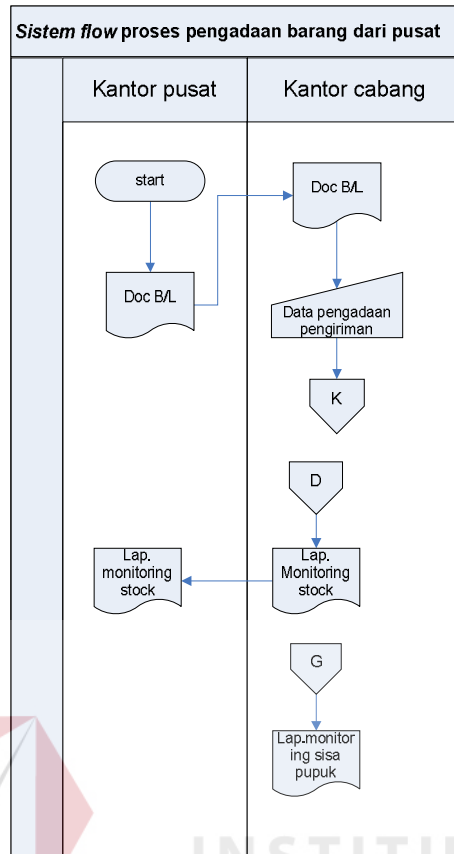 Sistem flow proses pengadaan barang dari pusat
Kantor pusat
Kantor cabang
start
Doc B/L
Doc B/L
Data pengadaan
pengiriman
K
D
Lap.
monitoring
stock
Lap.
Monitoring
stock
G
Lap.monitor
ing sisa
pupuk